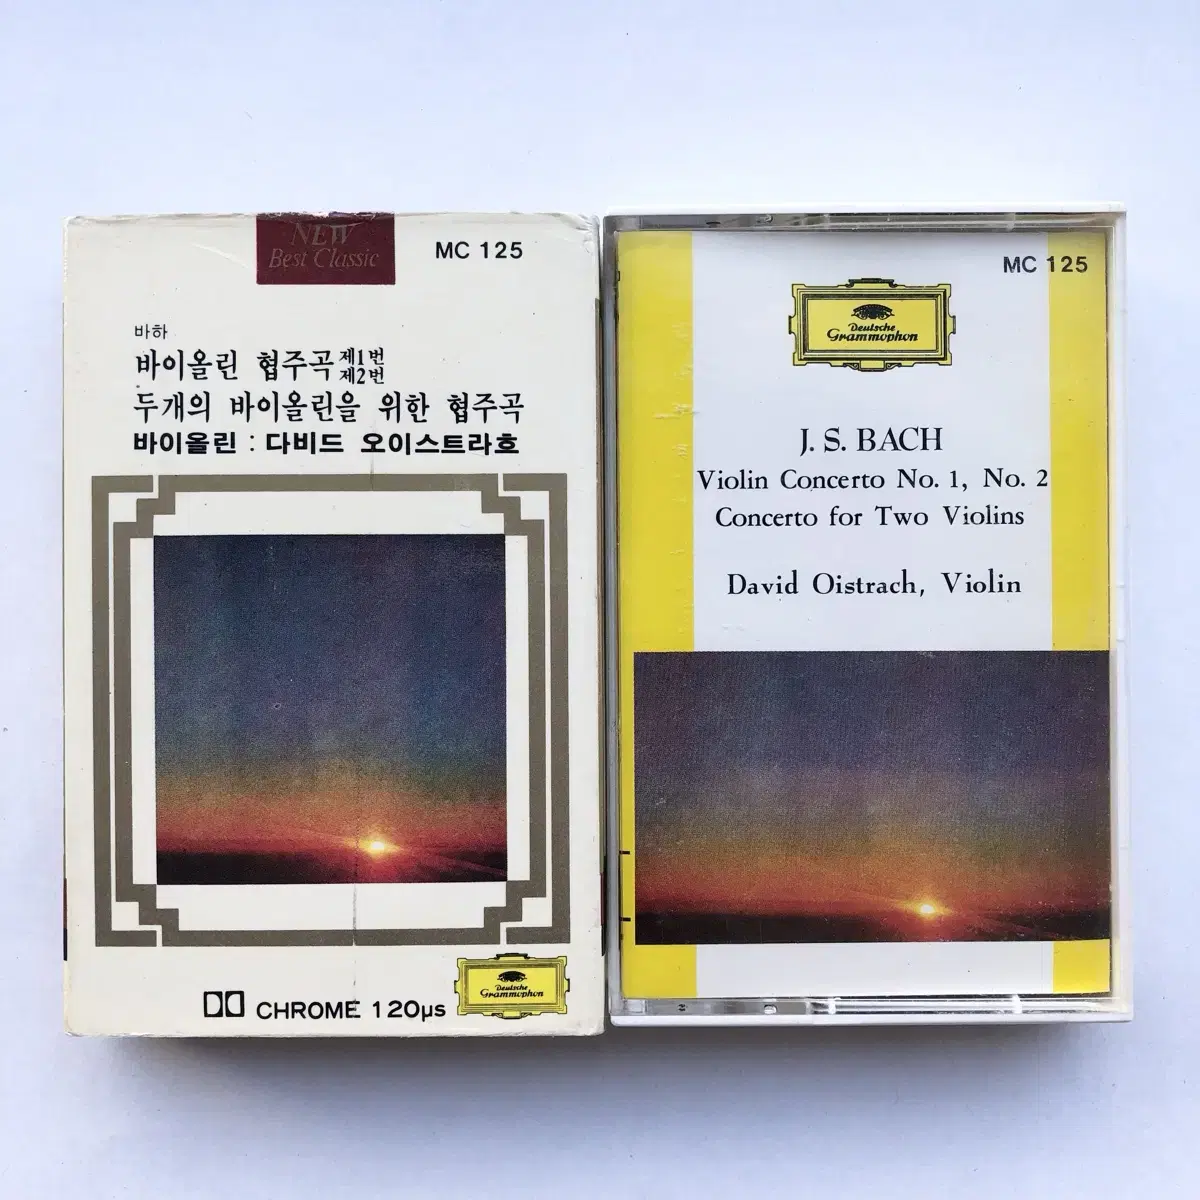 NEW
Best Classic
MC 125
바하
바이올린 협주곡 제1번
제2번
두개의 바이올린을 위한 협주곡
바이올린 : 다비드 오이스트라흐
CHROME 120μs
Deutsche
Grammophon
MC 125
Deutsche
Grammophon
J. S. BACH
Violin Concerto No. 1, No. 2
Concerto for Two Violins
David Oistrach, Violin